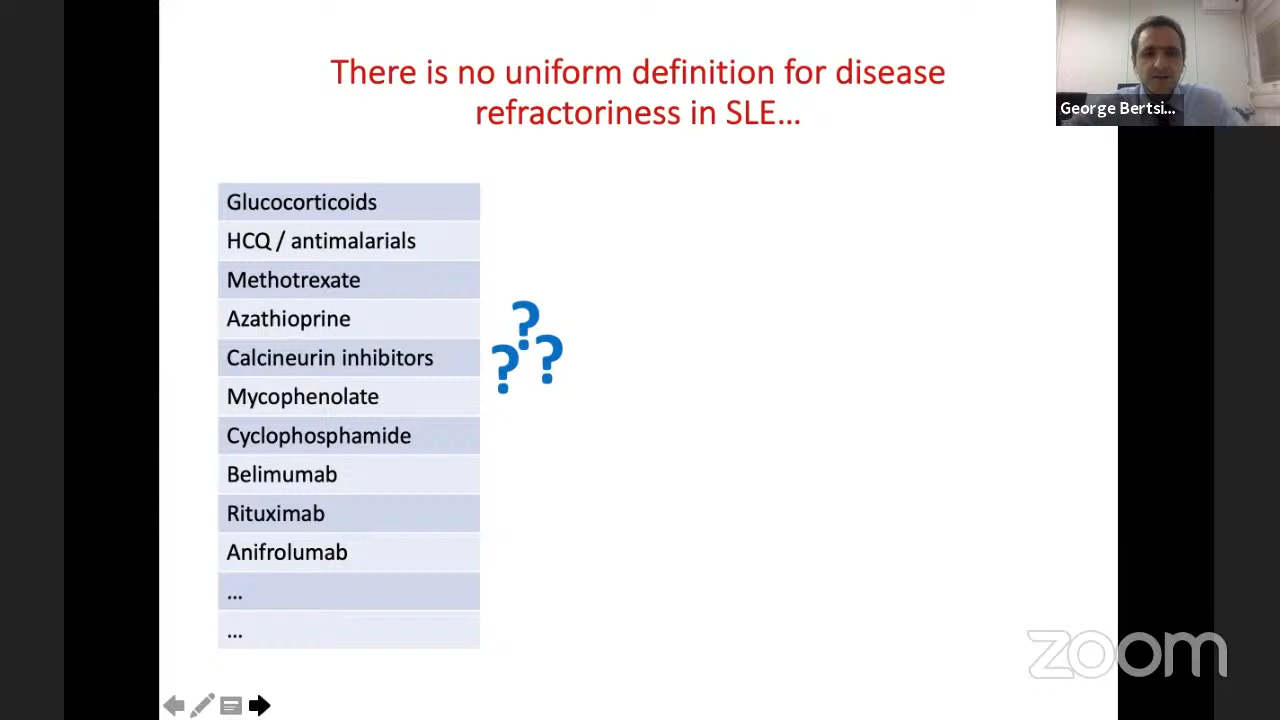 There is no uniform definition for disease
refractoriness in SLE...
George Bertsi...
Glucocorticoids
HCQ / antimalarials
Methotrexate
Azathioprine
Calcineurin inhibitors
Mycophenolate
Cyclophosphamide
Belimumab
Rituximab
Anifrolumab
...
...
?
? ?
zoom